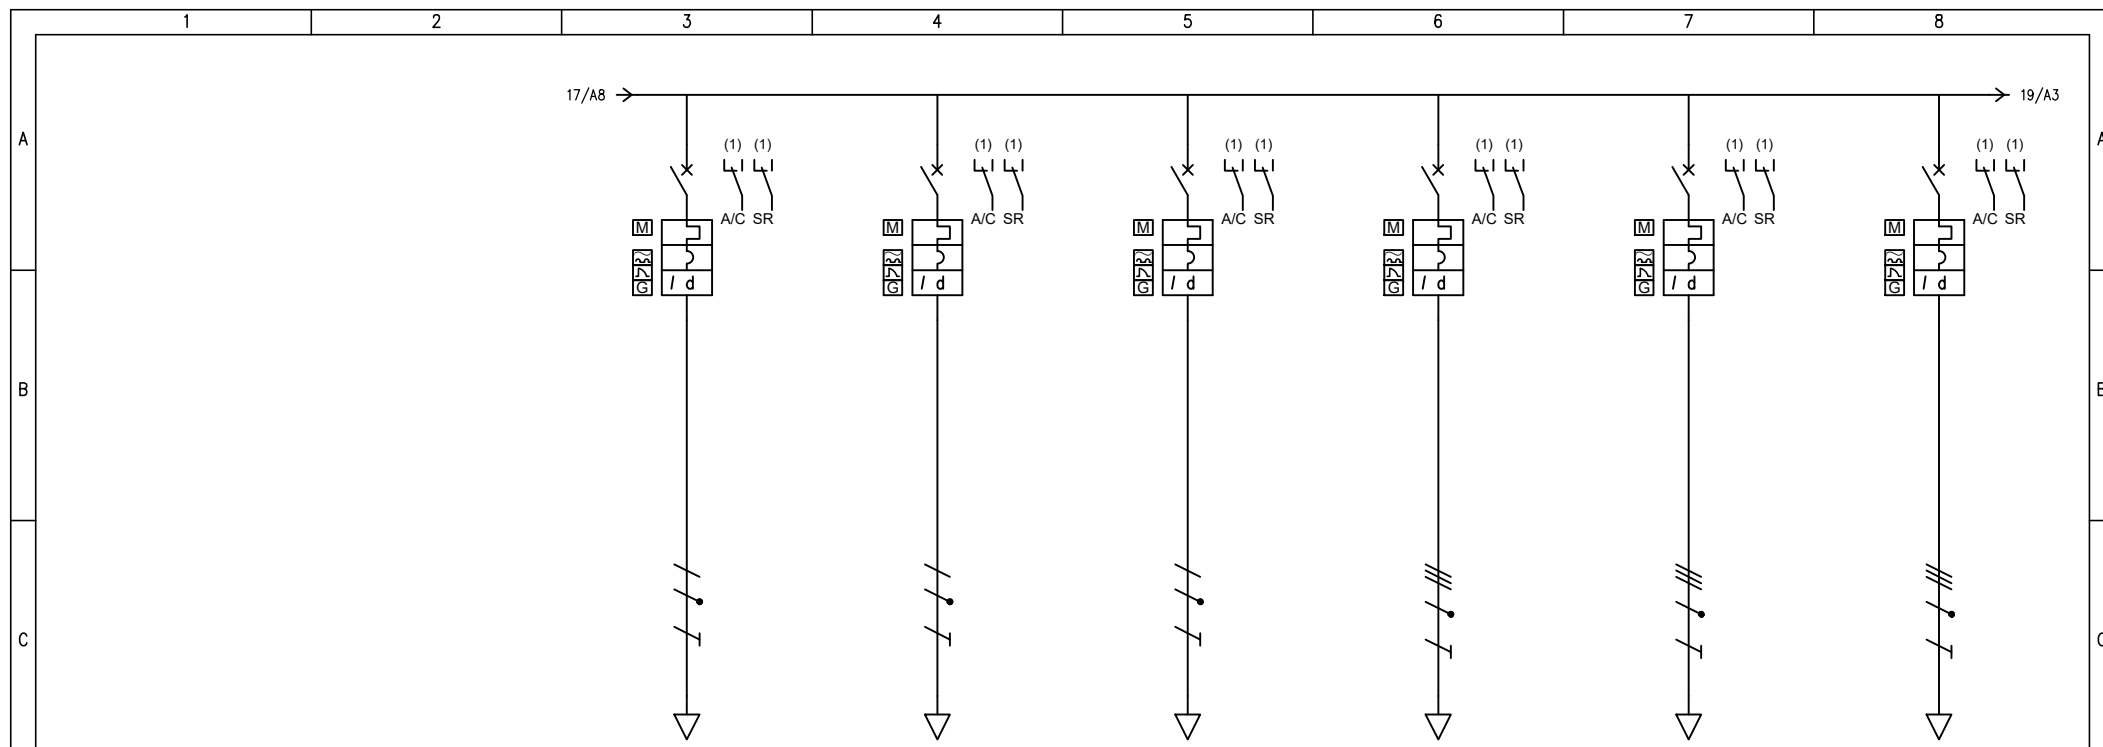 1 2 3 4 5 6 7 8
17/A8 19/A3
A A
(1) (1) (1) (1) (1) (1) (1) (1) (1) (1) (1) (1)
A/C SR A/C SR A/C SR A/C SR A/C SR A/C SR
M M M M M M
G I d G I d G I d G I d G I d G I d
B
C